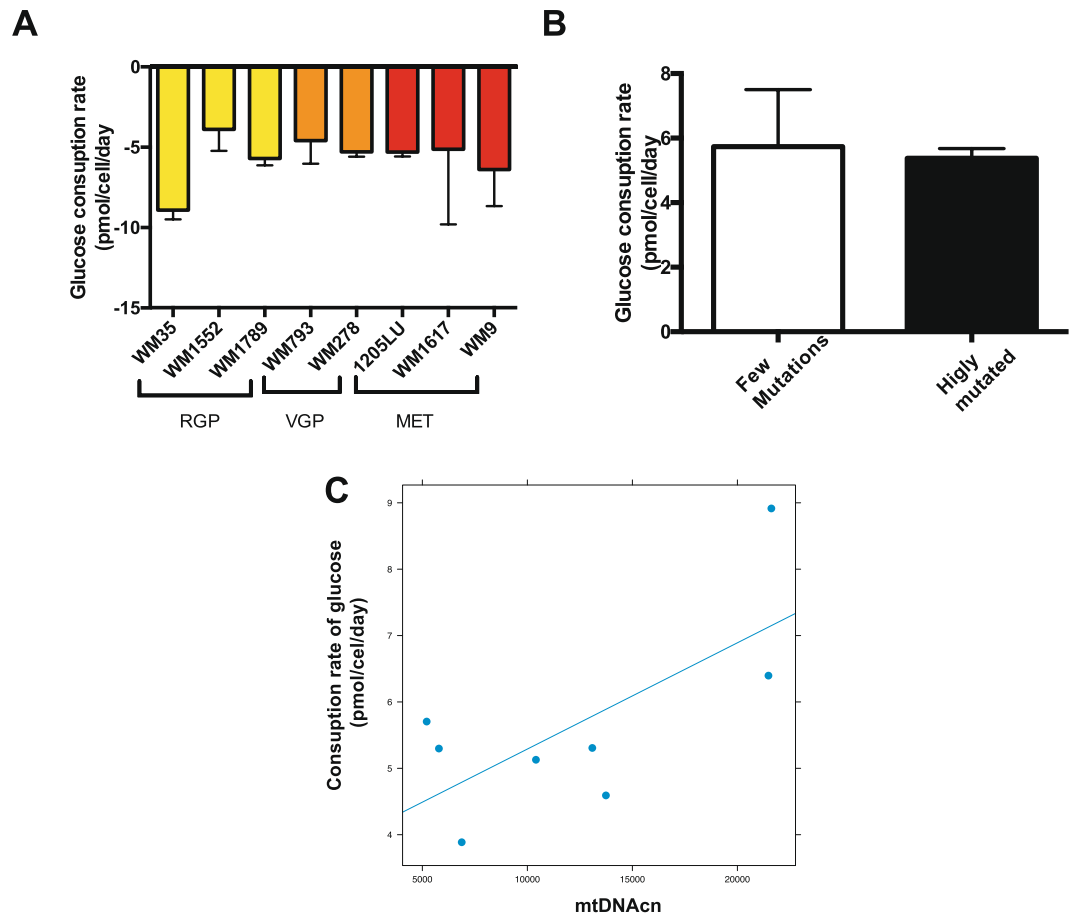 A
Glucose consuption rate
(pmol/cell/day
0
-5
-10
-15
WM35
WM1552
WM1789
WM793
WM278
1205LU
WM1617
WM9
RGP
VGP
MET
B
Glucose consuption rate
(pmol/cell/day
8
6
4
2
0
Few
Mutations
Higly
mutated
C
Consuption rate of glucose
(pmol/cel/day)
9
8
7
6
5
4
5000
10000
15000
20000
mtDNAcn